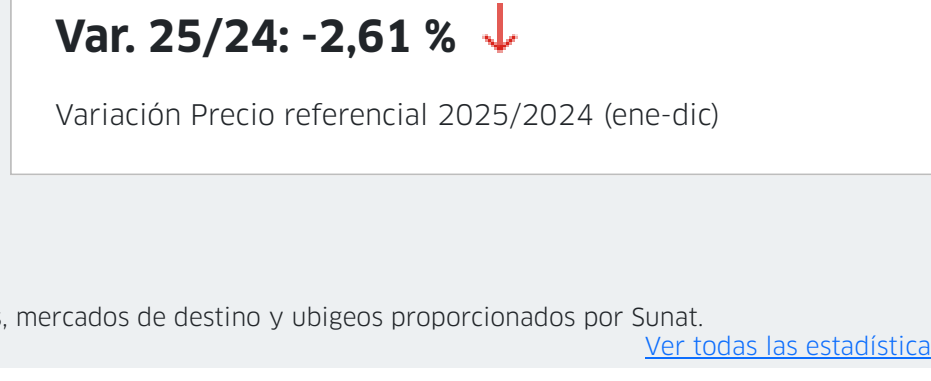 Var. 25/24: -2,61 %
Variación Precio referencial 2025/2024 (ene-dic)
, mercados de destino y ubigeos proporcionados por Sunat.
Ver todas las estadística